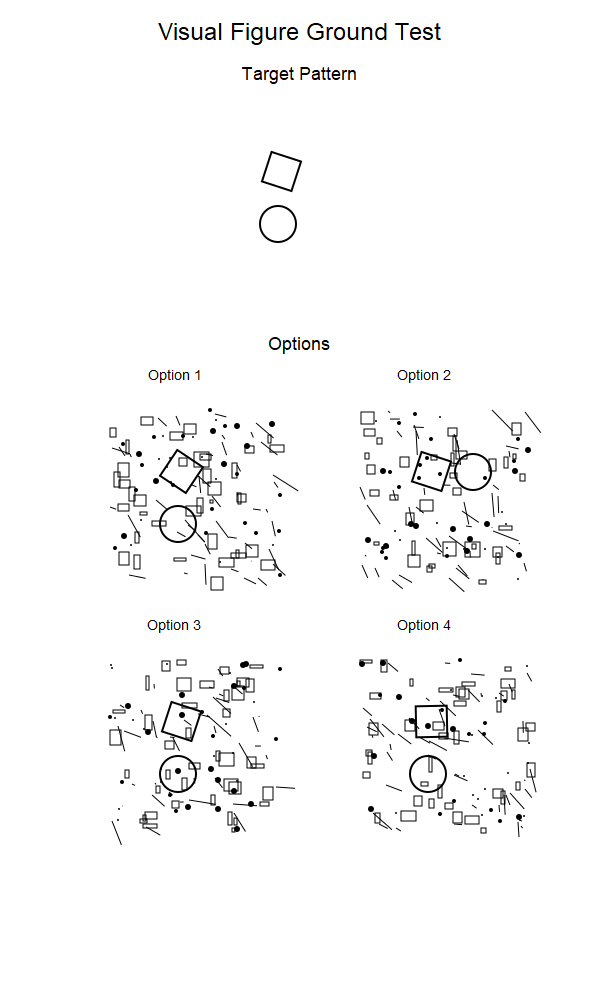 Visual Figure Ground Test
Target Pattern
Options
Option 1
Option 2
Option 3
Option 4